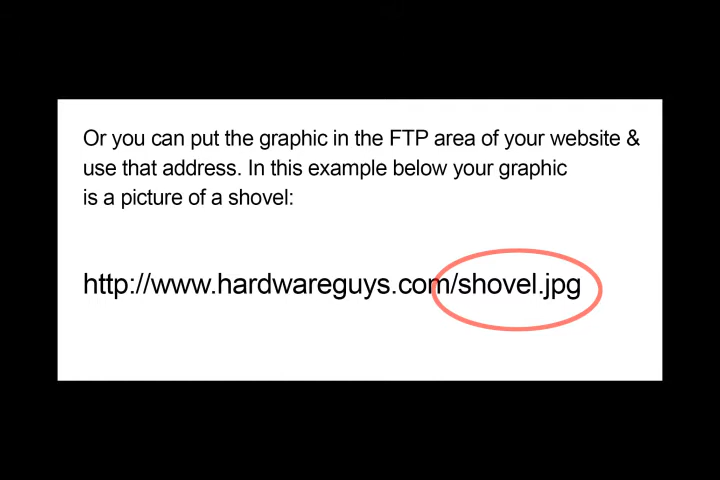 Or you can put the graphic in the FTP area of your website &
use that address. In this example below your graphic
is a picture of a shovel:
http://www.hardwareguys.com/shovel.jpg